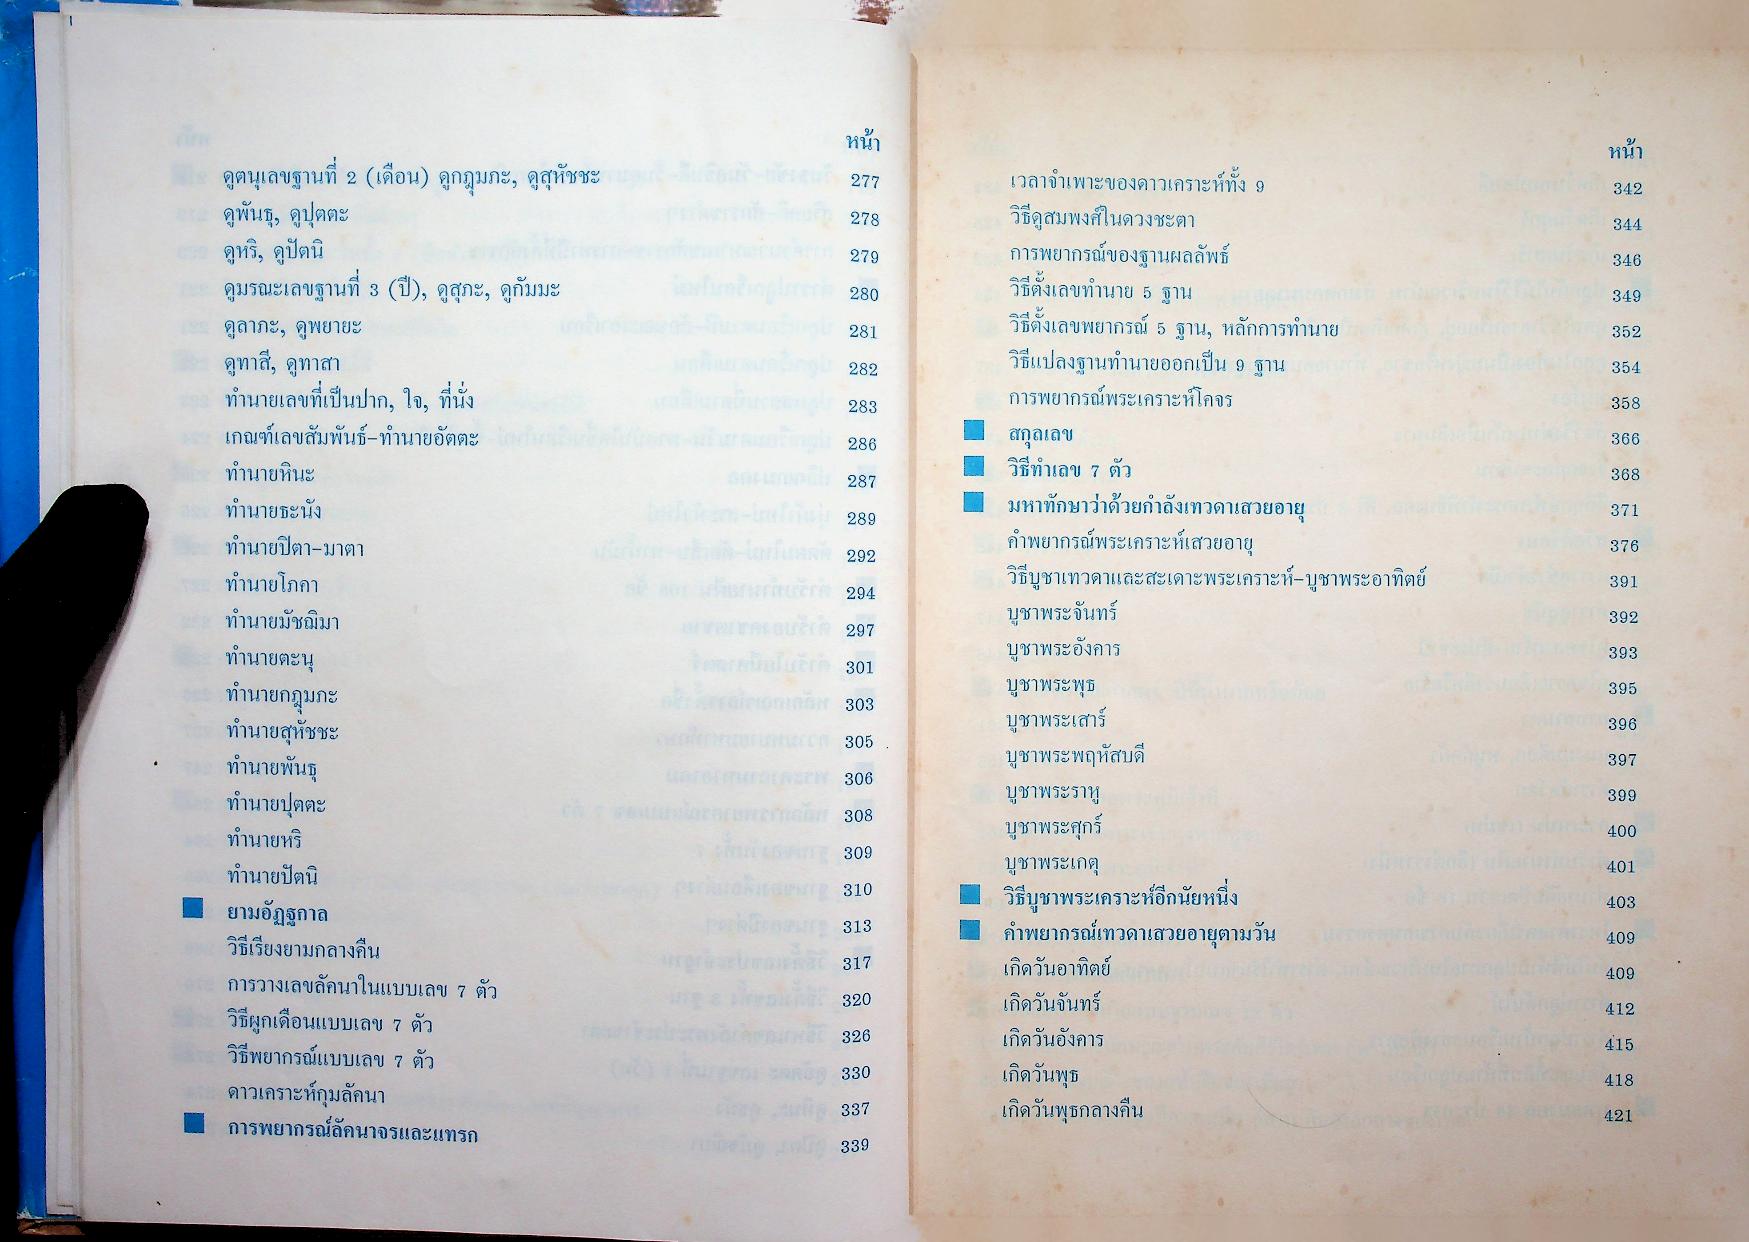 หน้า
ดูตนุเลขฐานที่ 2 (เดือน) ดูกฎุมภะ, ดูสุหัชชะ 277
ดูพันธุ, ดูปุตตะ 278
ดูหริ, ดูปัตนิ 279
ดูมรณะเลขฐานที่ 3 (ปี), ดูสุภะ, ดูกัมมะ 280
ดูลาภะ, ดูพยายะ 281
ดูทาสี, ดูทาสา 282
ทำนายเลขที่เป็นปาก, ใจ, ที่นั่ง 283
เกณฑ์เลขสัมพันธ์-ทำนายอัตตะ 286
ทำนายหินะ 287
ทำนายธะนัง 289
ทำนายปิตา-มาตา 292
ทำนายโภคา 294
ทำนายมัชฌิมา 297
ทำนายตะนุ 301
ทำนายกฎุมภะ 303
ทำนายสุหัชชะ 305
ทำนายพันธุ 306
ทำนายปุตตะ 308
ทำนายหริ 309
ทำนายปัตนิ 310
ยามอัฏฐกาล 313
วิธีเรียงยามกลางคืน 317
การวางเลขลัคนาในแบบเลข 7 ตัว 320
วิธีผูกเดือนแบบเลข 7 ตัว 326
วิธีพยากรณ์แบบเลข 7 ตัว 330
ดาวเคราะห์กุมลัคนา 337
การพยากรณ์ลัคนาจรและแทรก 339
หน้า
เวลาจำเพาะของดาวเคราะห์ทั้ง 9 342
วิธีดูสมพงศ์ในดวงชะตา 344
การพยากรณ์ของฐานผลลัพธ์ 346
วิธีตั้งเลขทำนาย 5 ฐาน 349
วิธีตั้งเลขพยากรณ์ 5 ฐาน, หลักการทำนาย 352
วิธีแปลงฐานทำนายออกเป็น 9 ฐาน 354
การพยากรณ์พระเคราะห์โคจร 358
สกุลเลข 366
วิธีทำเลข 7 ตัว 368
มหาทักษาว่าด้วยกำลังเทวดาเสวยอายุ 371
คำพยากรณ์พระเคราะห์เสวยอายุ 376
วิธีบูชาเทวดาและสะเดาะพระเคราะห์-บูชาพระอาทิตย์ 391
บูชาพระจันทร์ 392
บูชาพระอังคาร 393
บูชาพระพุธ 395
บูชาพระเสาร์ 396
บูชาพระพฤหัสบดี 397
บูชาพระราหู 399
บูชาพระศุกร์ 400
บูชาพระเกตุ 401
วิธีบูชาพระเคราะห์อีกนัยหนึ่ง 403
คำพยากรณ์เทวดาเสวยอายุตามวัน 409
เกิดวันอาทิตย์ 409
เกิดวันจันทร์ 412
เกิดวันอังคาร 415
เกิดวันพุธ 418
เกิดวันพุธกลางคืน 421